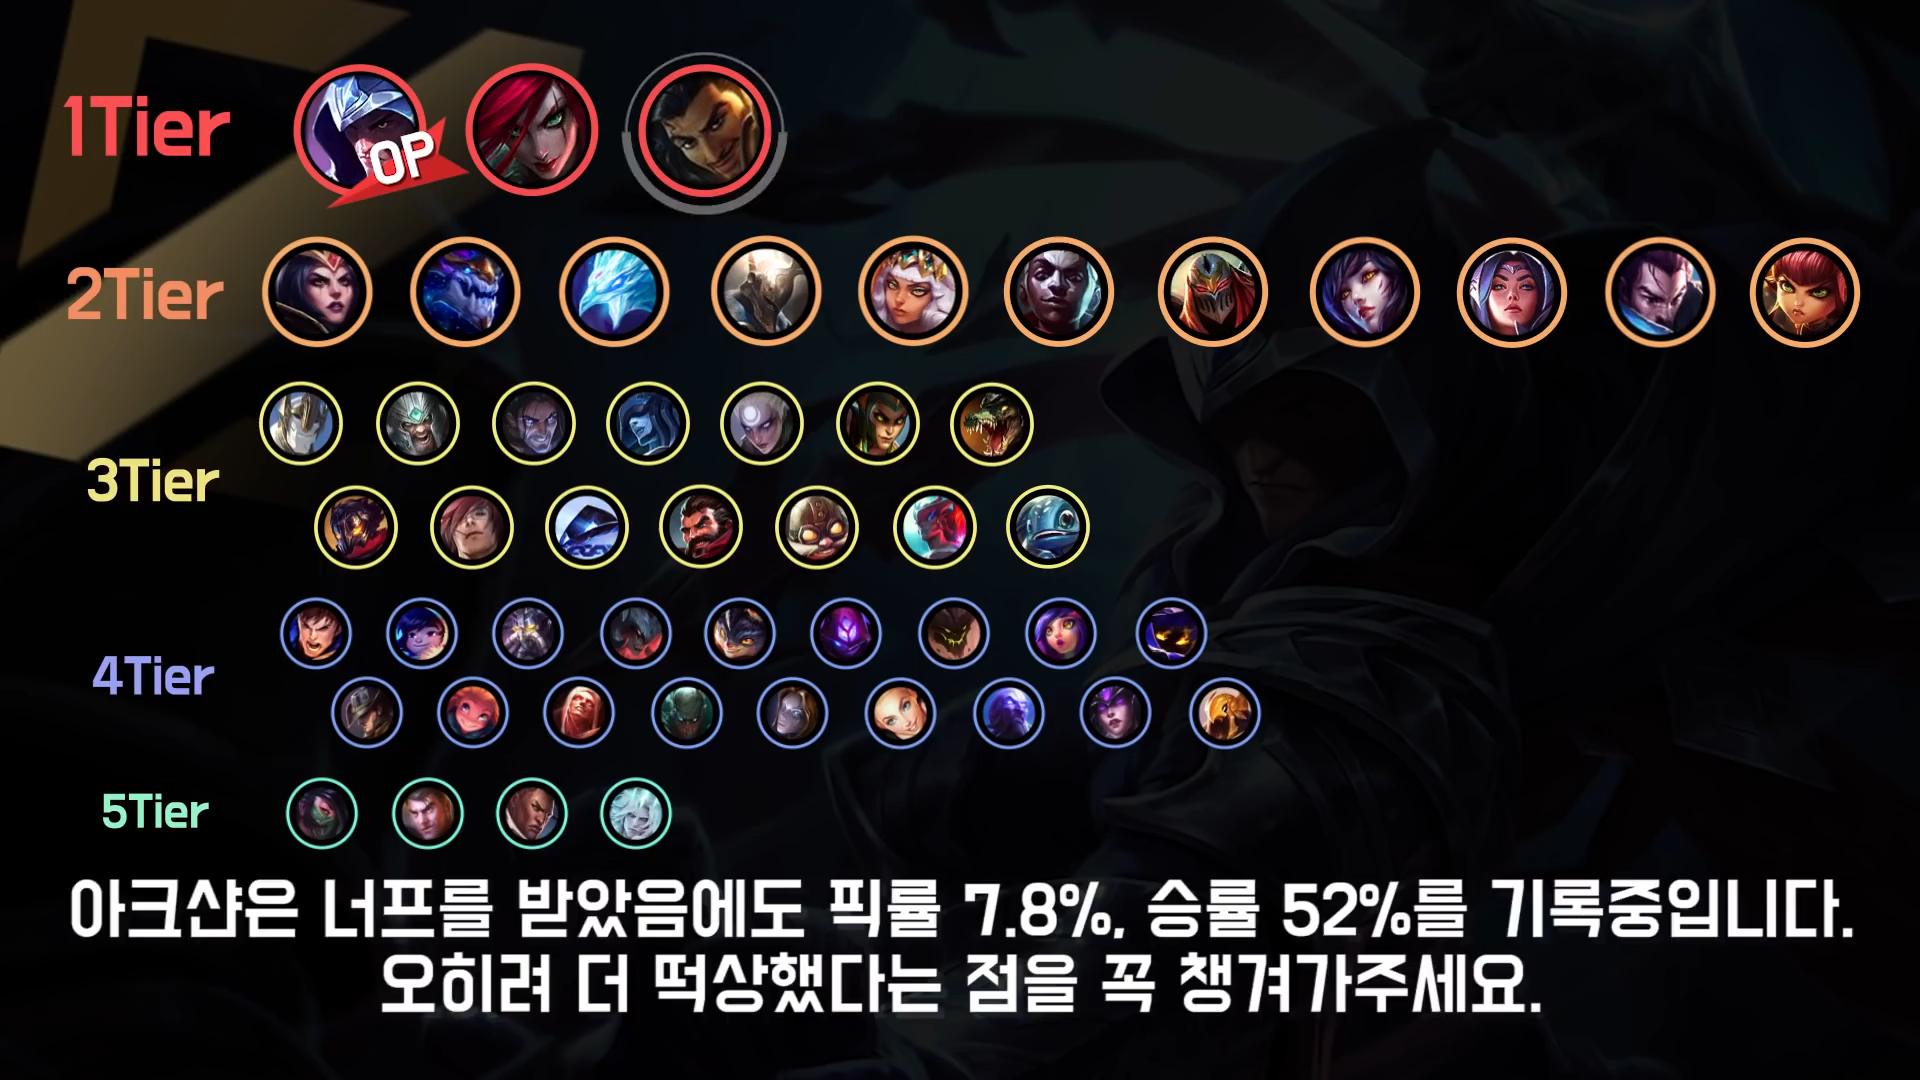 1Tier
OP
2Tier
3Tier
4Tier
5Tier
아크샨은 너프를 받았음에도 픽률 7.8%, 승률 52%를 기록중입니다.
오히려 더 떡상했다는 점을 꼭 챙겨가주세요.